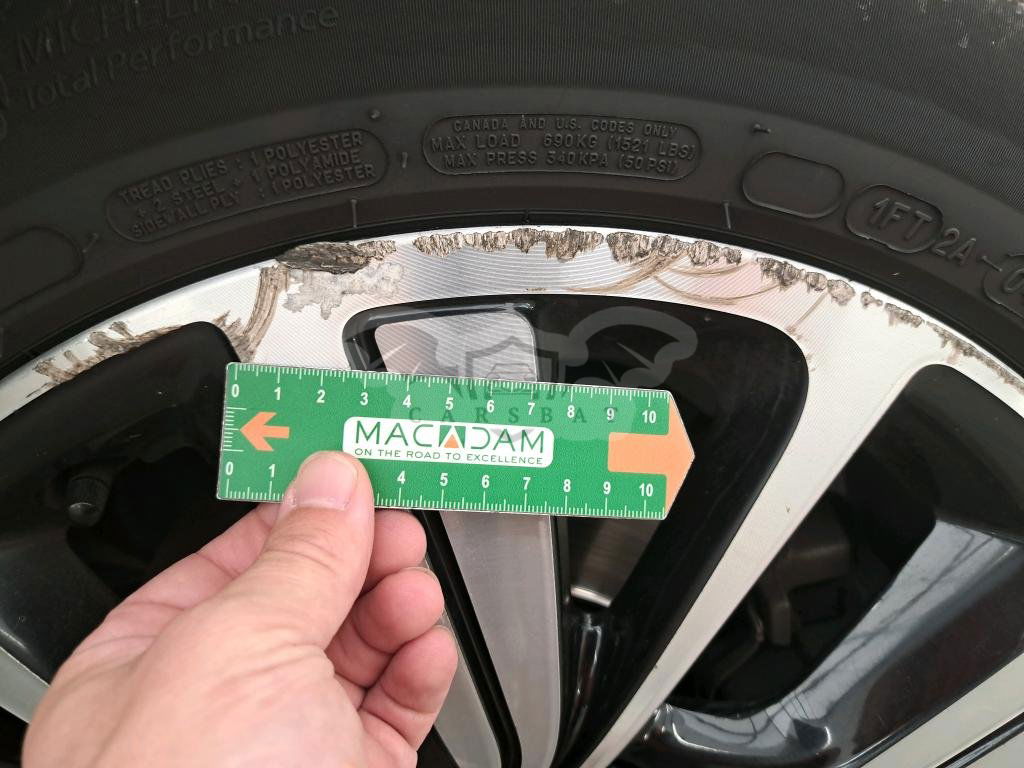 MICHELIN
Total Performance
TREAD PLIES : 1 POLYESTER
+ 2 STEEL + 1 POLYAMIDE
SIDEWALL PLY : 1 POLYESTER
CANADA AND U.S. CODES ONLY
MAX LOAD 690KG (1521 LBS)
MAX PRESS 340KPA (50PSI)
1FT 2A
CARSBAC
0 1 2 3 4 5 6 7 8 9 10
MACADAM
ON THE ROAD TO EXCELLENCE
0 1 4 5 6 7 8 9 10